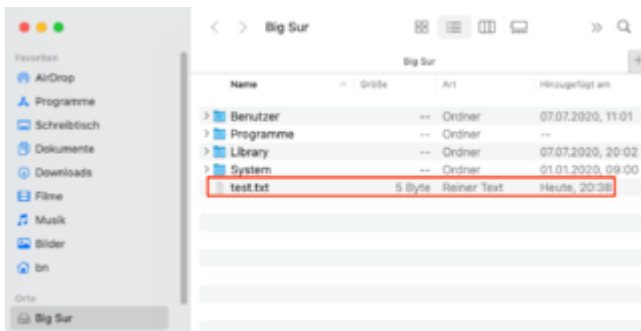 Big Sur
Favoriten
AirDrop
Programme
Schreibtisch
Dokumente
Downloads
Filme
Musik
Bilder
bn
Orte
Big Sur
Big Sur
Name Größe Art Hinzugefügt am
Benutzer -- Ordner 07.07.2020, 11:01
Programme -- Ordner --
Library -- Ordner 07.07.2020, 20:02
System -- Ordner 01.01.2020, 09:00
test.txt 5 Byte Reiner Text Heute, 20:38